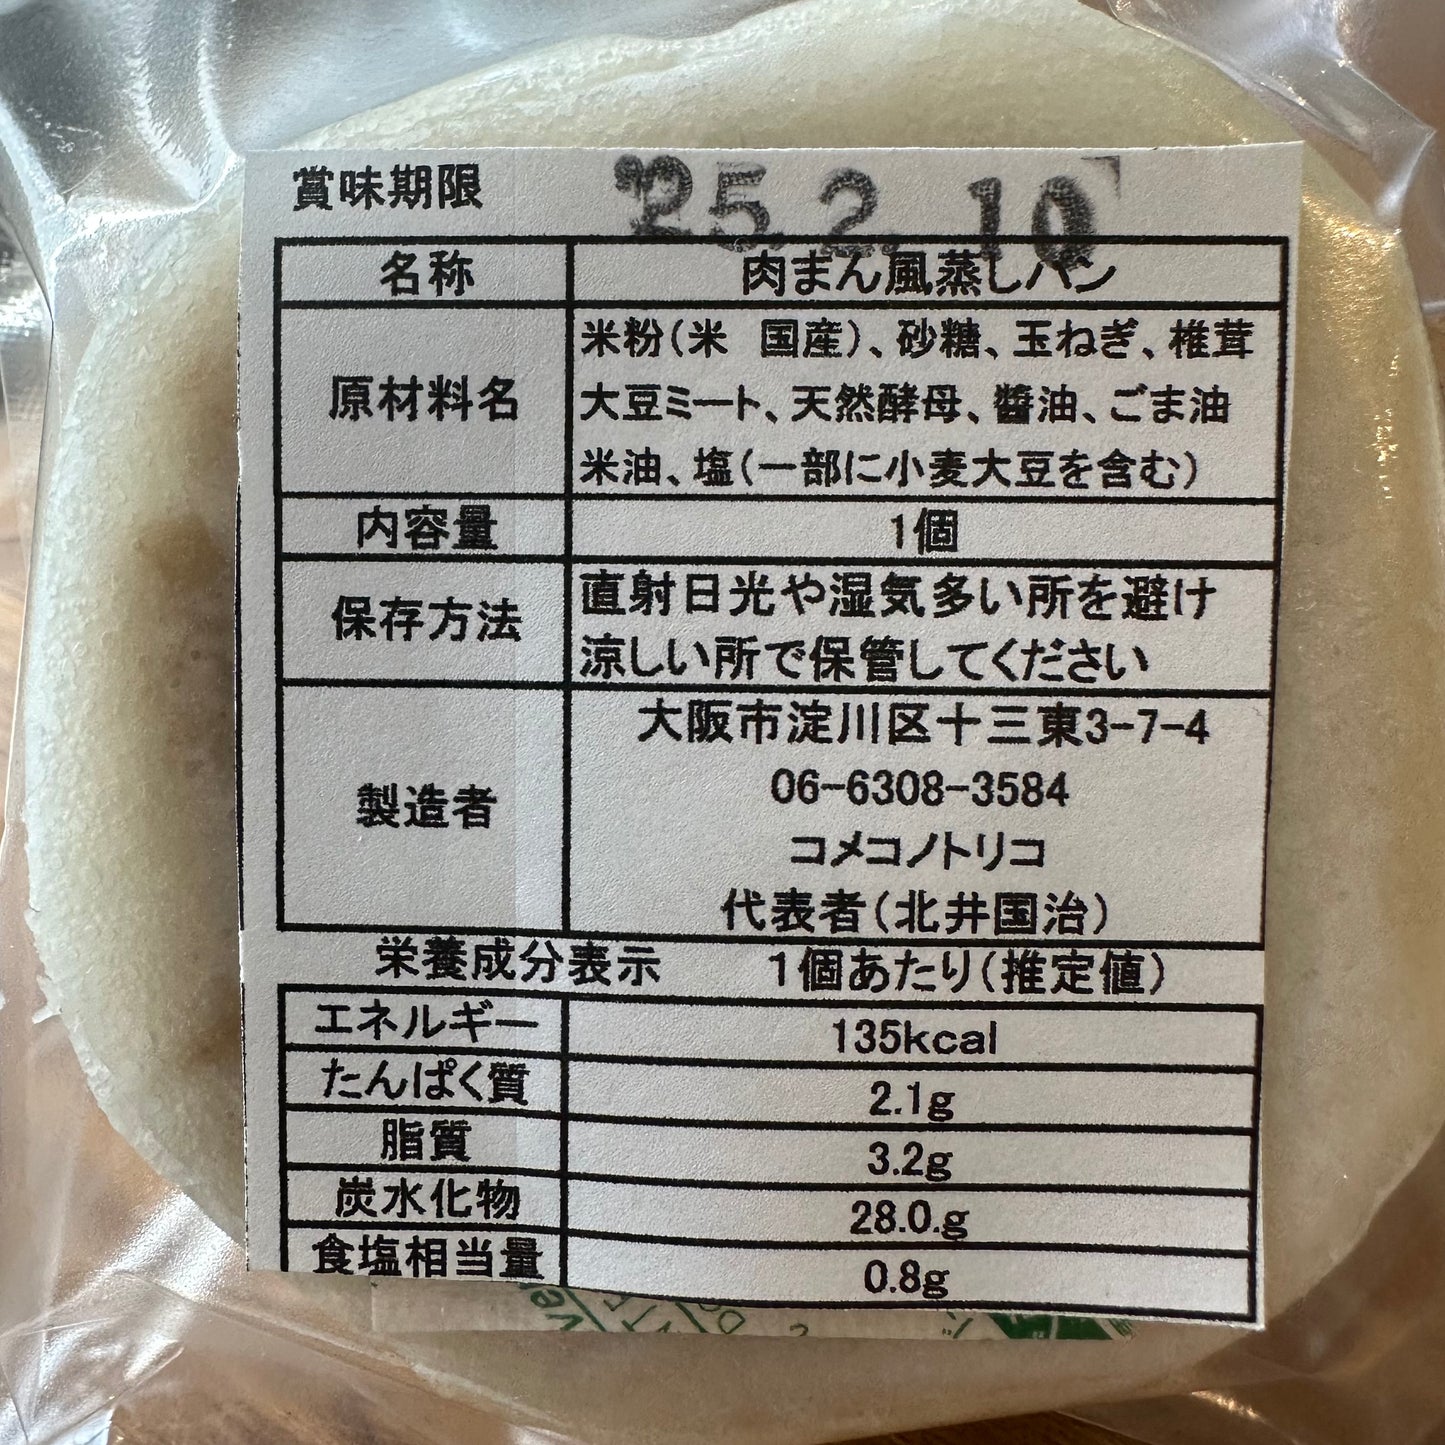 賞味期限 25.2.10
名称 肉まん風蒸しパン
原材料名 米粉(米 国産)、砂糖、玉ねぎ、椎茸
大豆ミート、天然酵母、醬油、ごま油
米油、塩(一部に小麦大豆を含む)
内容量 1個
保存方法 直射日光や湿気多い所を避け
涼しい所で保管してください
製造者 大阪市淀川区十三東3-7-4
06-6308-3584
コメコノトリコ
代表者(北井国治)
栄養成分表示 1個あたり(推定値)
エネルギー 135kcal
たんぱく質 2.1g
脂質 3.2g
炭水化物 28.0.g
食塩相当量 0.8g